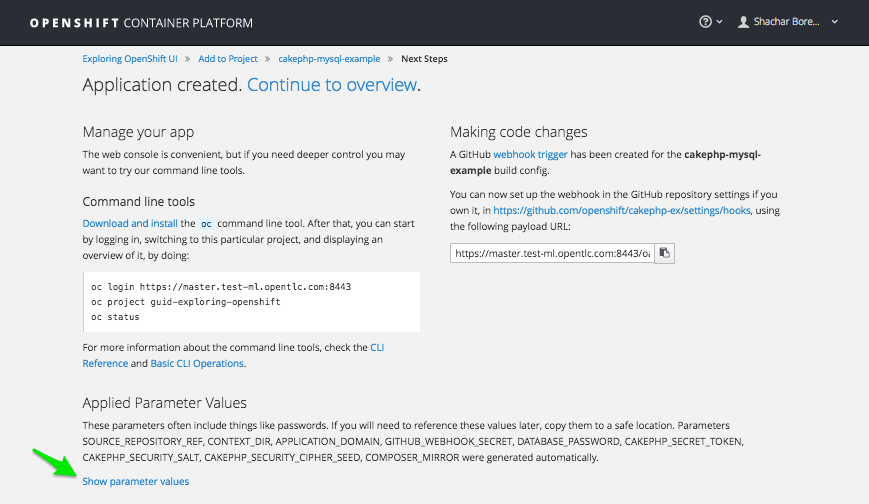 OPENSHIFT CONTAINER PLATFORM
Shachar Bore...
Exploring OpenShift UI » Add to Project » cakephp-mysql-example » Next Steps
Application created. Continue to overview.
Manage your app
The web console is convenient, but if you need deeper control you may
want to try our command line tools.
Command line tools
Download and install the oc command line tool. After that, you can start
by logging in, switching to this particular project, and displaying an
overview of it, by doing:
oc login https://master.test-ml.opentlc.com:8443
oc project guid-exploring-openshift
oc status
For more information about the command line tools, check the CLI
Reference and Basic CLI Operations.
Making code changes
A GitHub webhook trigger has been created for the cakephp-mysql-
example build config.
You can now set up the webhook in the GitHub repository settings if you
own it, in https://github.com/openshift/cakephp-ex/settings/hooks, using
the following payload URL:
https://master.test-ml.opentlc.com:8443/oa
Applied Parameter Values
These parameters often include things like passwords. If you will need to reference these values later, copy them to a safe location. Parameters
SOURCE_REPOSITORY_REF, CONTEXT_DIR, APPLICATION_DOMAIN, GITHUB_WEBHOOK_SECRET, DATABASE_PASSWORD, CAKEPHP_SECRET_TOKEN,
CAKEPHP_SECURITY_SALT, CAKEPHP_SECURITY_CIPHER_SEED, COMPOSER_MIRROR were generated automatically.
Show parameter values